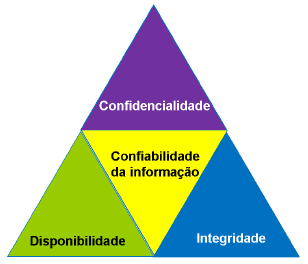 Confidencialidade
Confiabilidade
da informação
Disponibilidade
Integridade